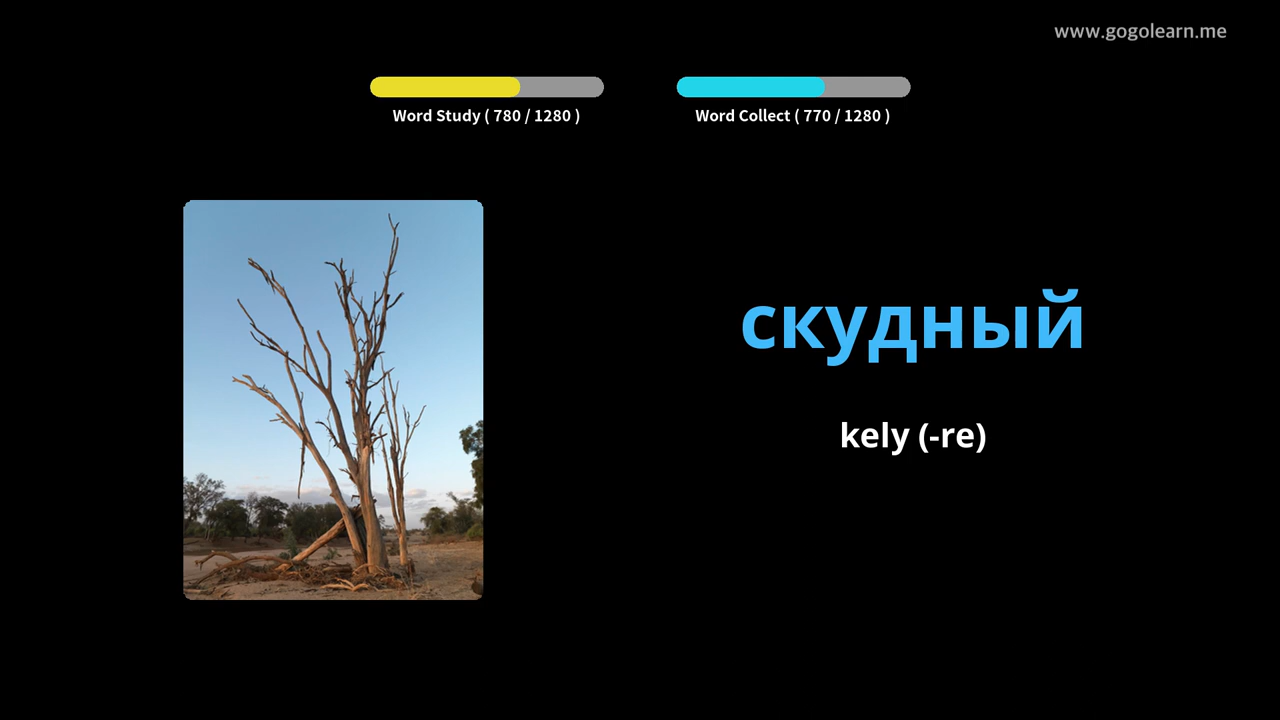 www.gogolearn.me
Word Study ( 780 / 1280 )
Word Collect ( 770 / 1280 )
скудный
kely (-re)